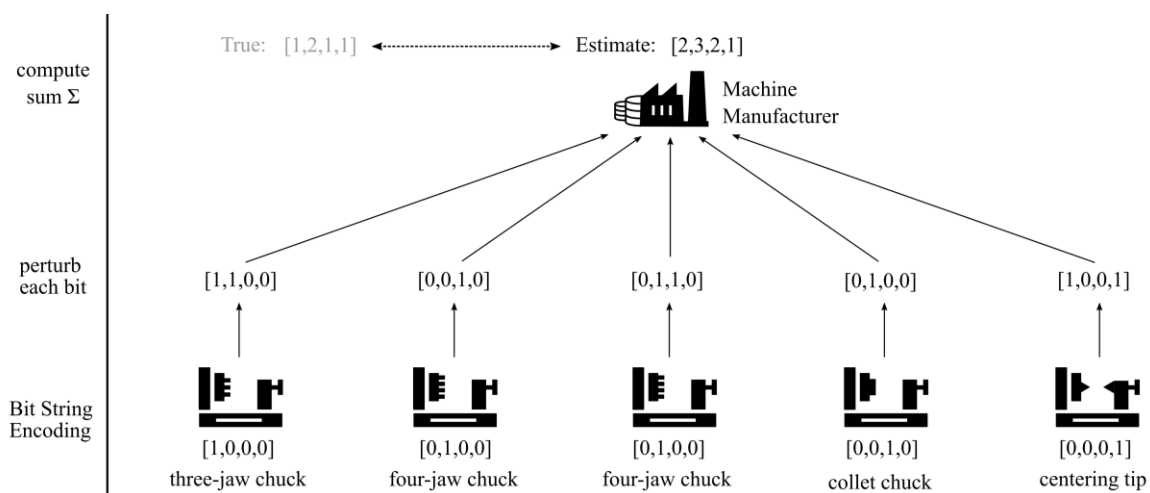 True: [1,2,1,1] Estimate: [2,3,2,1]
compute
sum Σ
Machine
Manufacturer
perturb
each bit
[1,1,0,0] [0,0,1,0] [0,1,1,0] [0,1,0,0] [1,0,0,1]
Bit String
Encoding
[1,0,0,0] [0,1,0,0] [0,1,0,0] [0,0,1,0] [0,0,0,1]
three-jaw chuck four-jaw chuck four-jaw chuck collet chuck centering tip